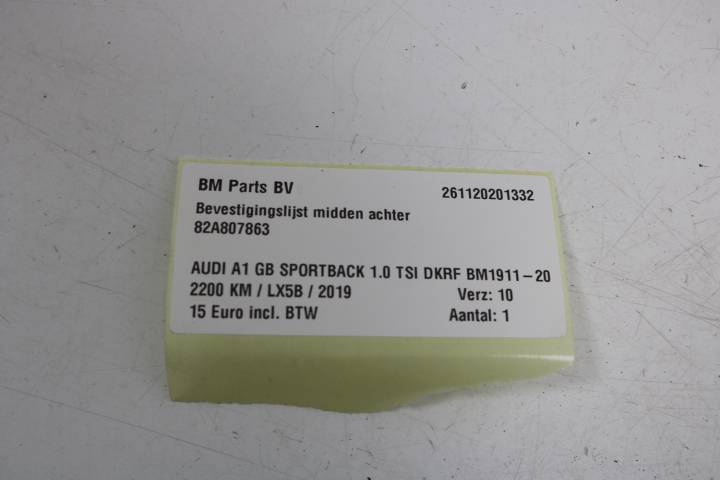 BM Parts BV 261120201332
Bevestigingslijst midden achter
82A807863
AUDI A1 GB SPORTBACK 1.0 TSI DKRF BM1911-20
2200 KM / LX5B / 2019 Verz: 10
15 Euro incl. BTW Aantal: 1